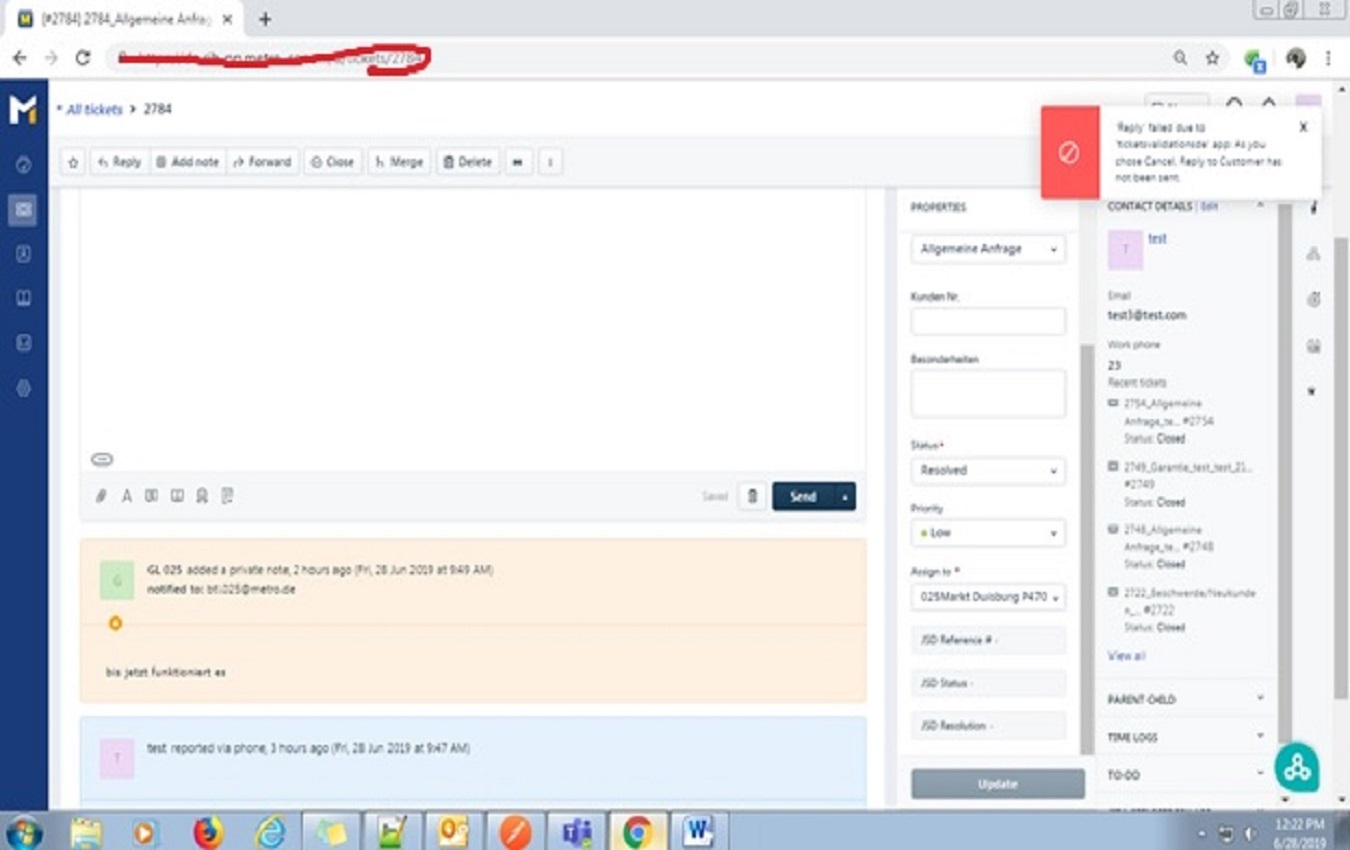 [#2784] 2784_Allgemeine Anfra
tickets/2784
All tickets > 2784
Reply
Add note
Forward
Close
Merge
Delete
'Reply' failed due to
'ticketsvalidationsde' app: As you
chose Cancel. Reply to Customer has
not been sent.
X
Saved
Send
G
GL 025 added a private note, 2 hours ago (Fri, 28 Jun 2019 at 9:49 AM)
notified to: btl.025@metro.de
bis jetzt funktioniert es
T
test reported via phone, 3 hours ago (Fri, 28 Jun 2019 at 9:47 AM)
PROPERTIES
Allgemeine Anfrage
Kunden Nr.
Besonderheiten
Status*
Resolved
Priority
Low
Assign to *
025Markt Duisburg P470
JSD Reference # -
JSD Status -
JSD Resolution -
Update
CONTACT DETAILS | Edit
T
test
Email
test3@test.com
Work phone
23
Recent tickets
2754_Allgemeine
Anfrage_te... #2754
Status: Closed
2749_Garantie_test_test_21...
#2749
Status: Closed
2748_Allgemeine
Anfrage_te... #2748
Status: Closed
2722_Beschwerde/Neukunde
n_... #2722
Status: Closed
View all
PARENT-CHILD
TIME LOGS
TO-DO
12:22 PM
6/28/2019